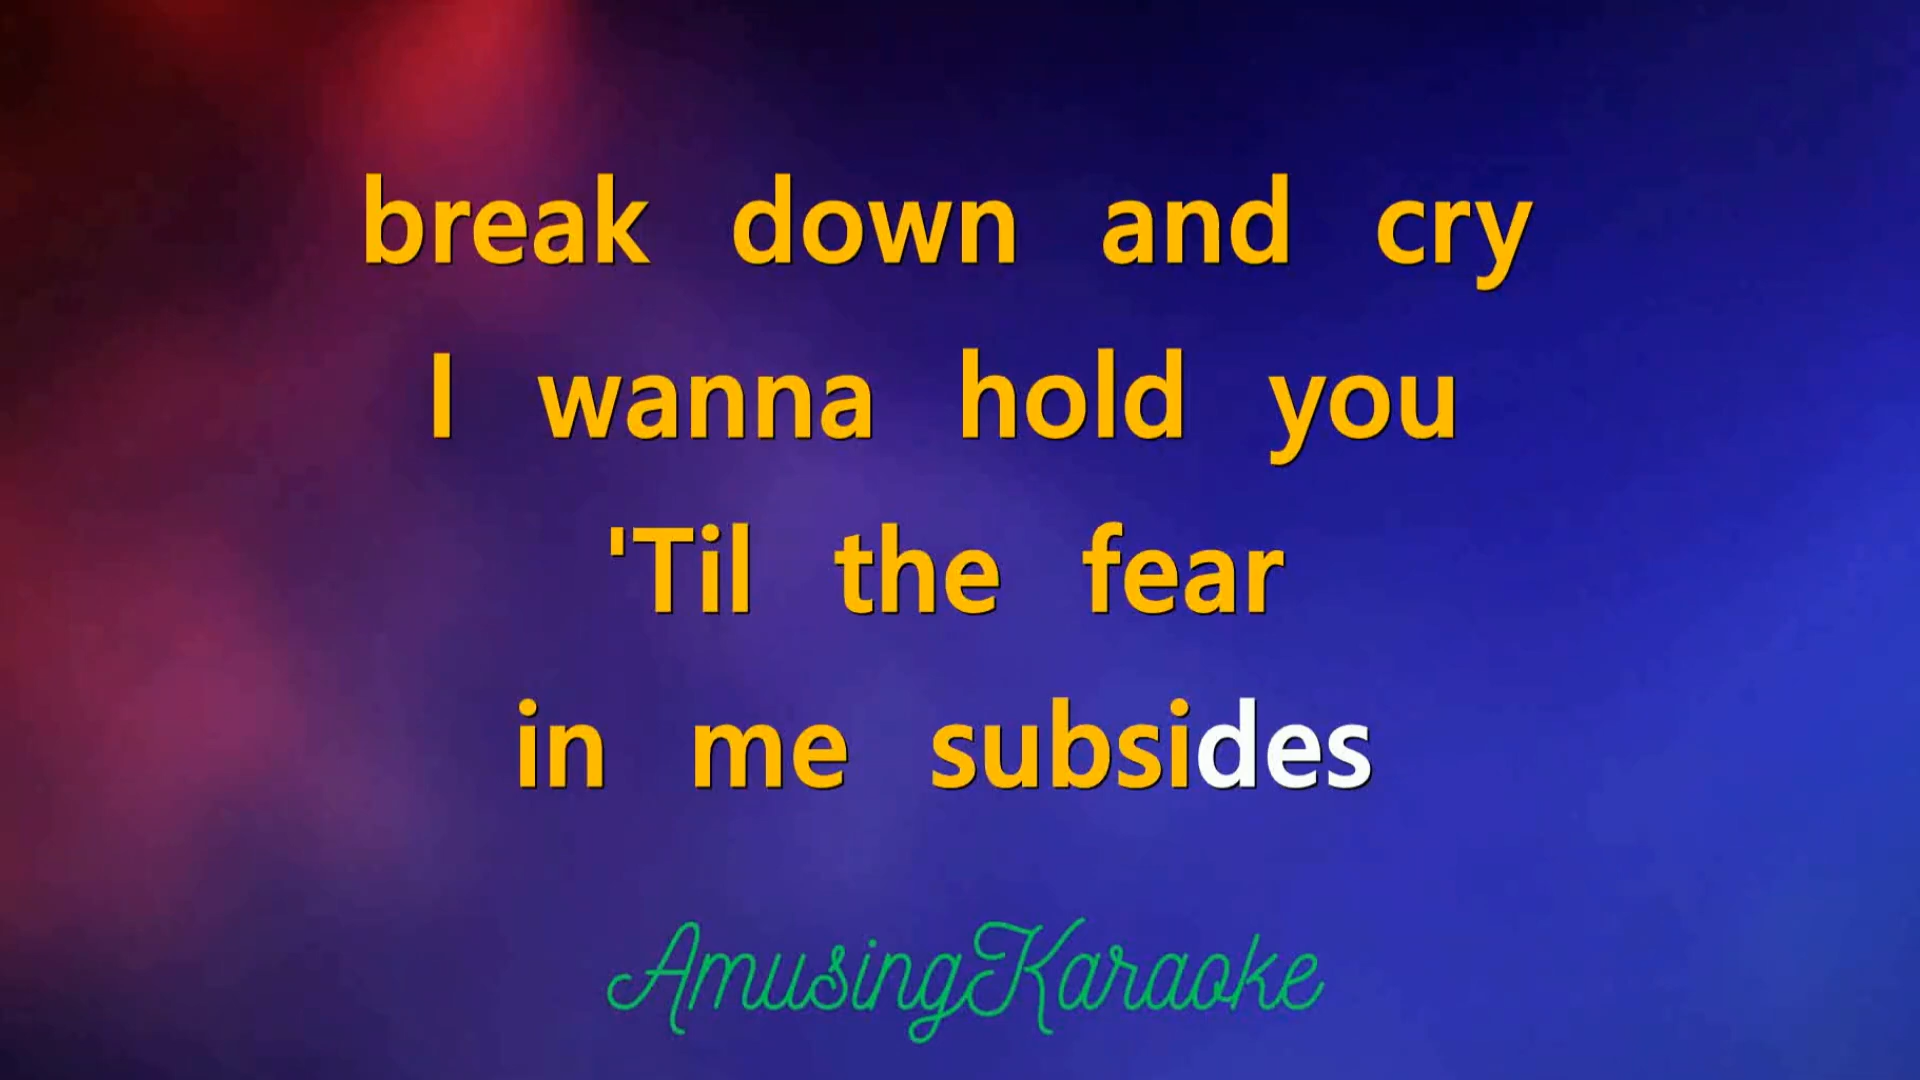 break down and cry
I wanna hold you
'Til the fear
in me subsides
AmusingKaraoke